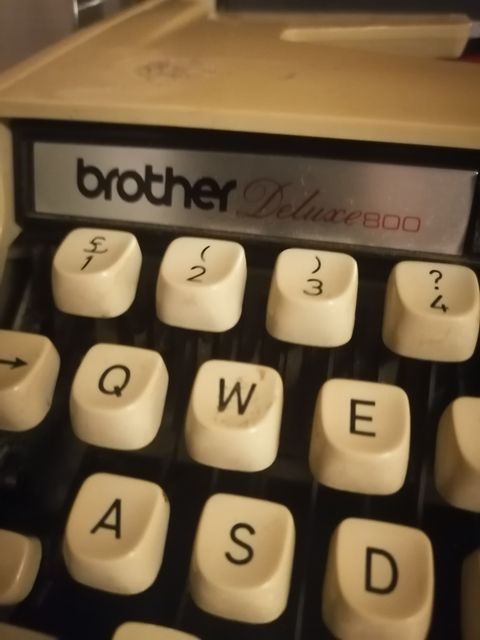 brother Deluxe800
£ ( ) ?
1 2 3 4
→ Q W E
A S D